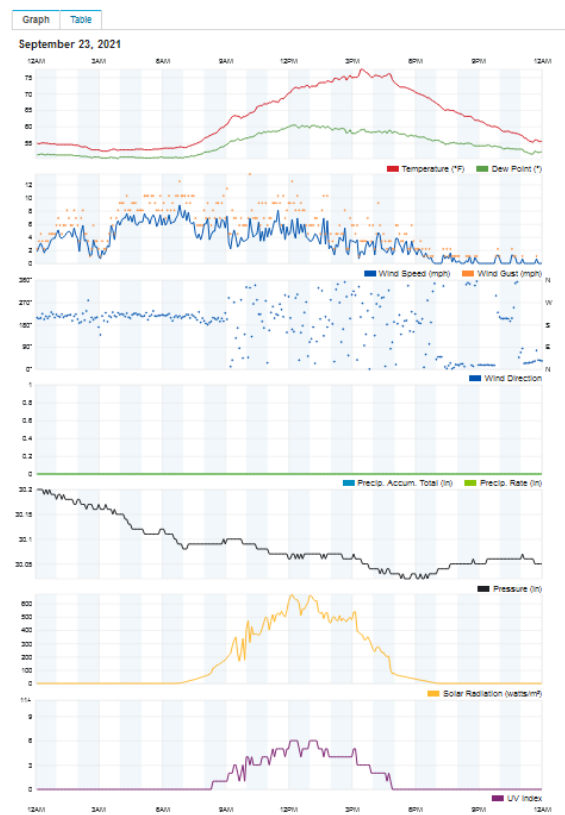 Graph Table
September 23, 2021
12AM 3AM 6AM 9AM 12PM 3PM 6PM 9PM 12AM
75
70
65
60
55
Temperature (°F) Dew Point (°)
12
10
8
6
4
2
0
Wind Speed (mph) Wind Gust (mph)
360° N
270° W
180° S
90° E
0° N
Wind Direction
1
0.8
0.6
0.4
0.2
0
Precip. Accum. Total (in) Precip. Rate (in)
30.2
30.15
30.1
30.05
Pressure (in)
600
500
400
300
200
100
0
Solar Radiation (watts/m²)
11+
9
6
3
0
UV Index
12AM 3AM 6AM 9AM 12PM 3PM 6PM 9PM 12AM